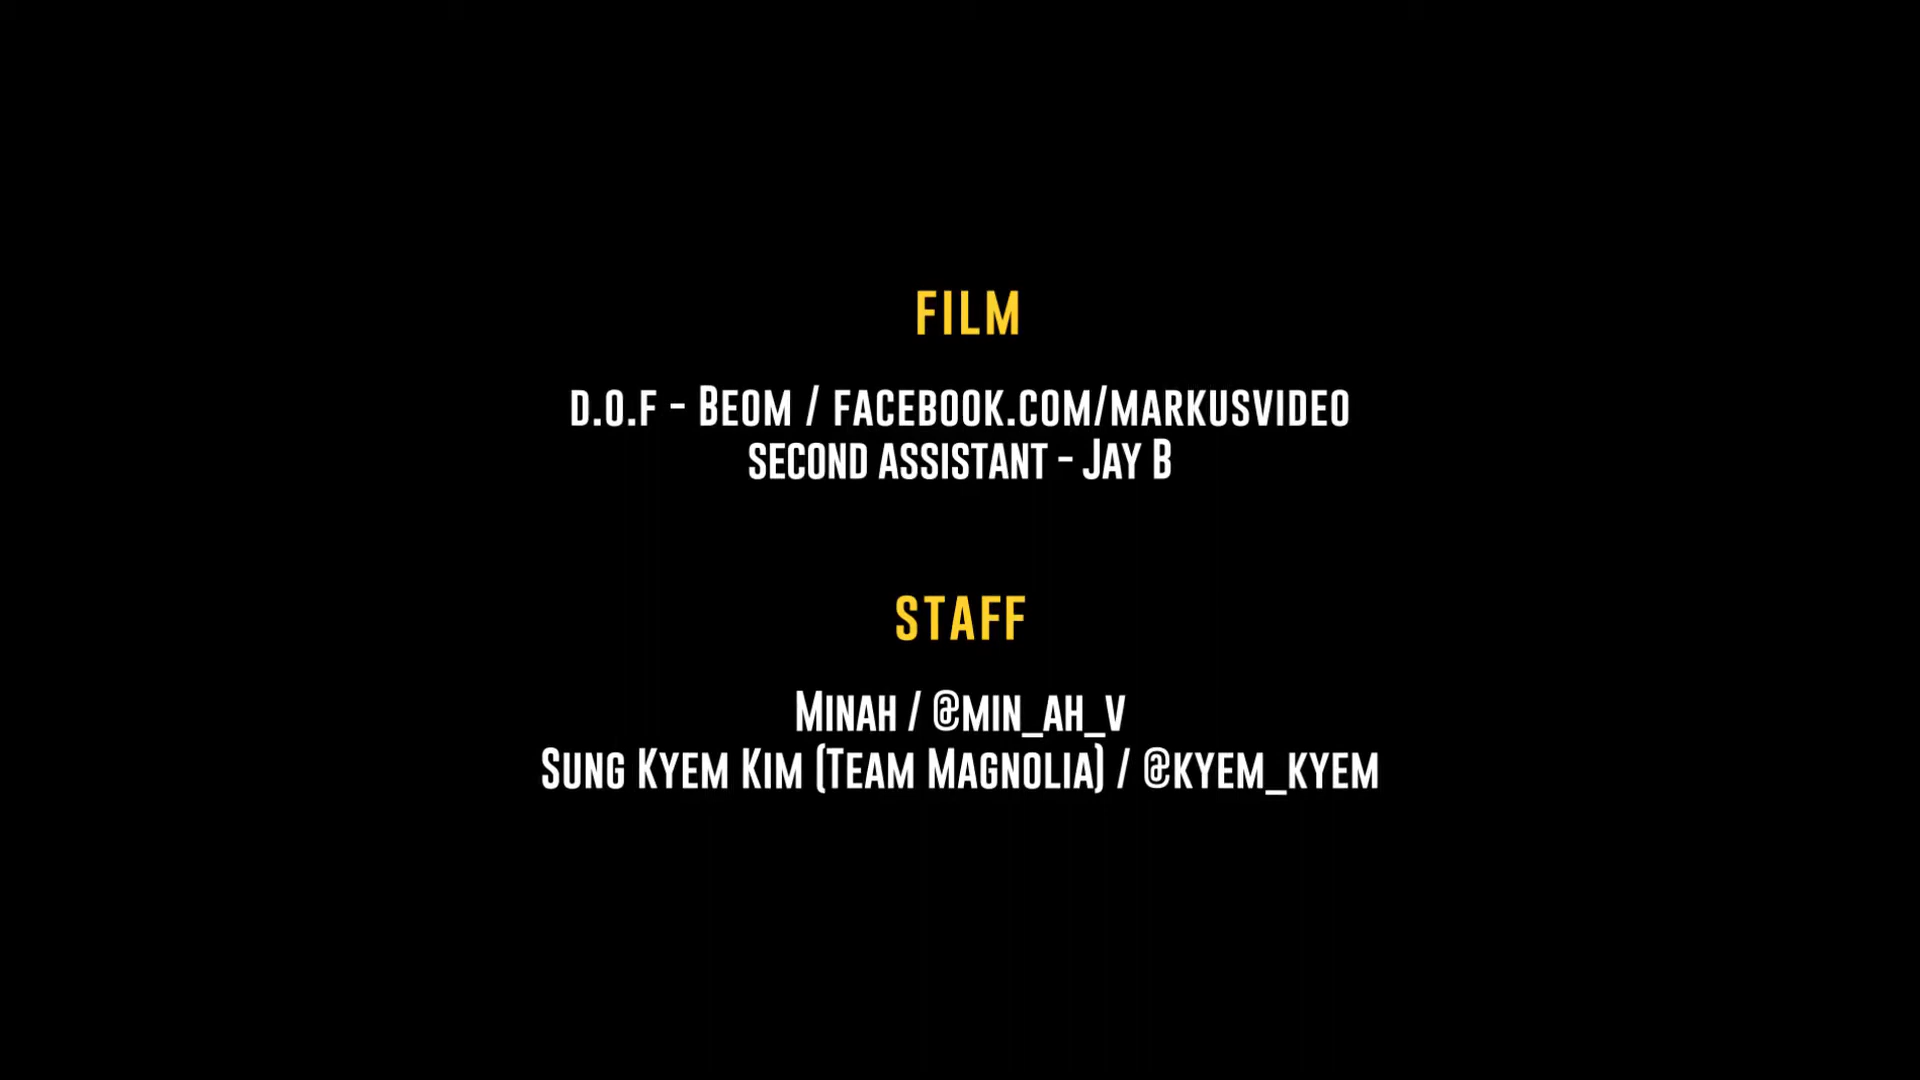 FILM
D.O.F - BEOM / FACEBOOK.COM/MARKUSVIDEO
SECOND ASSISTANT - JAY B
STAFF
MINAH / @MIN_AH_V
SUNG KYEM KIM (TEAM MAGNOLIA) / @KYEM_KYEM